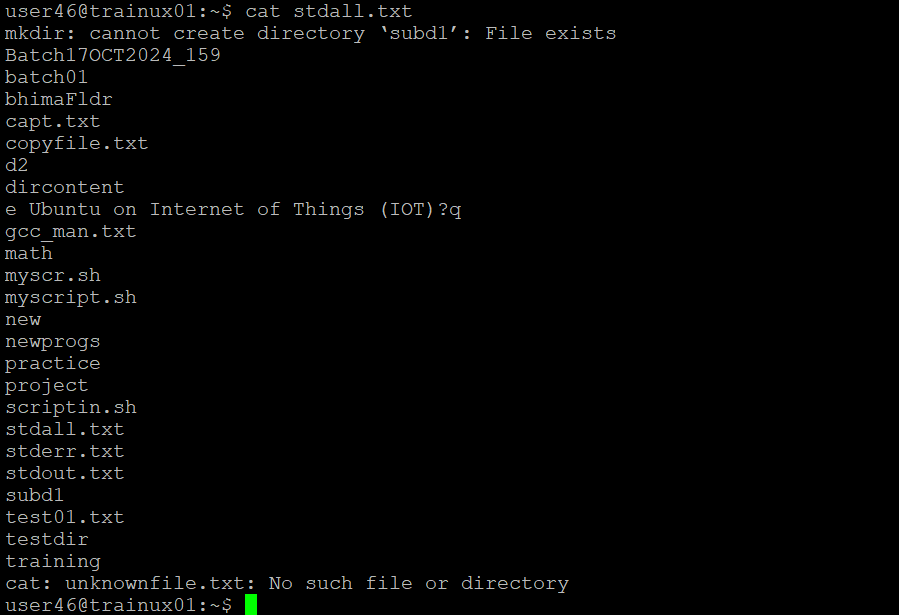 user46@trainux01:~$ cat stdall.txt
mkdir: cannot create directory ‘subd1’: File exists
Batch17OCT2024_159
batch01
bhimaFldr
capt.txt
copyfile.txt
d2
dircontent
e Ubuntu on Internet of Things (IOT)?q
gcc_man.txt
math
myscr.sh
myscript.sh
new
newprogs
practice
project
scriptin.sh
stdall.txt
stderr.txt
stdout.txt
subd1
test01.txt
testdir
training
cat: unknownfile.txt: No such file or directory
user46@trainux01:~$